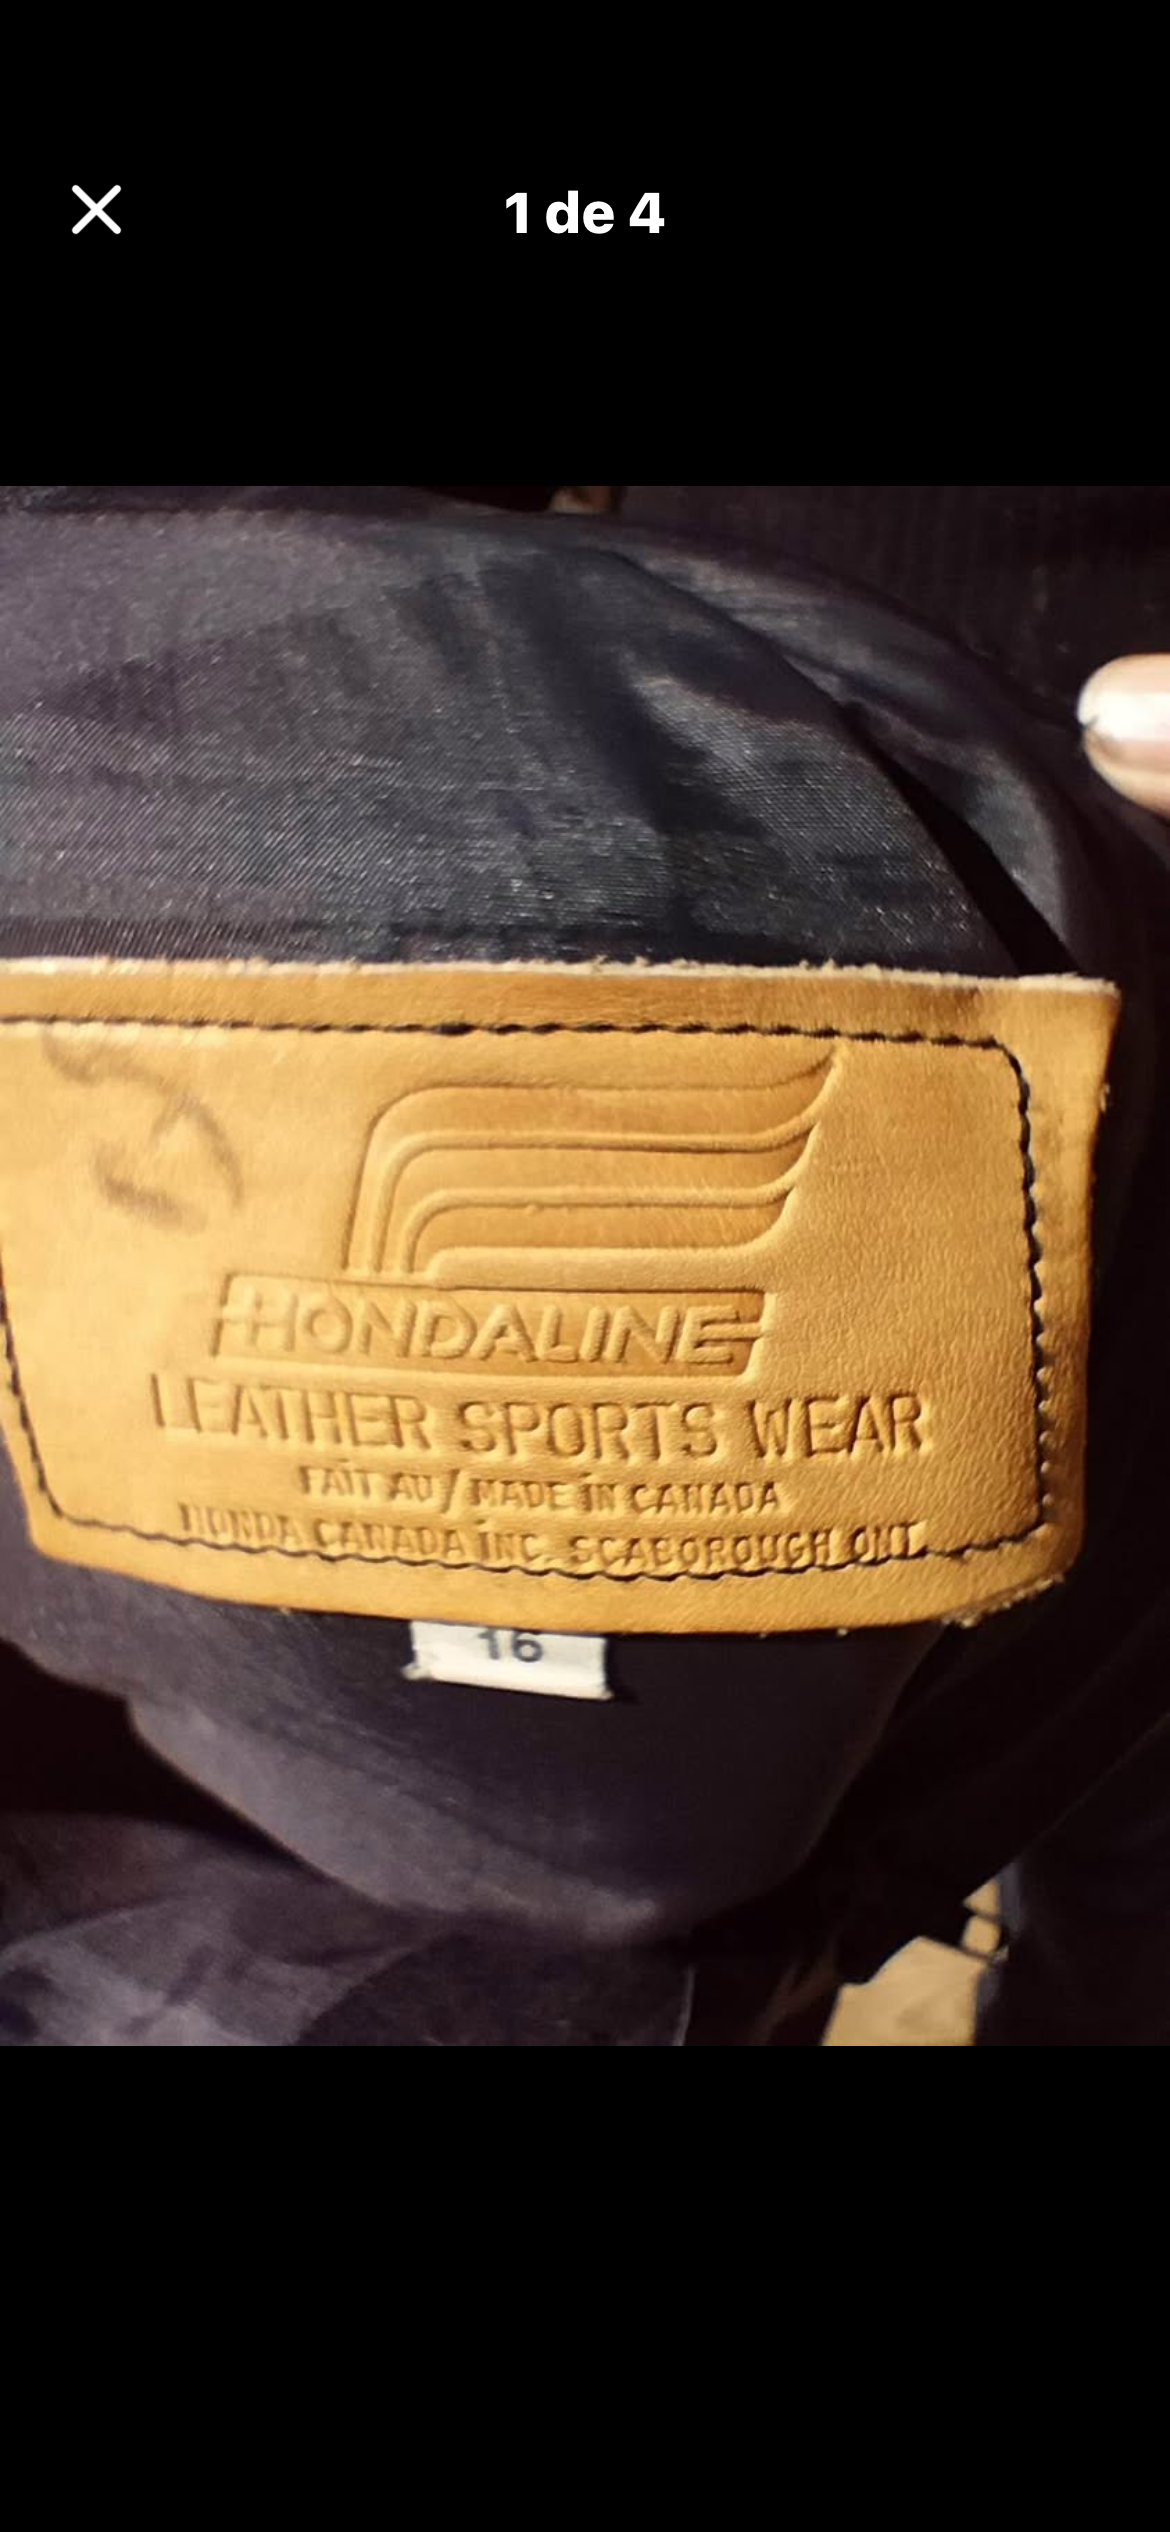 1 de 4
HONDALINE
LEATHER SPORTS WEAR
FAIT AU / MADE IN CANADA
HONDA CANADA INC. SCABOROUGH ONT.
16